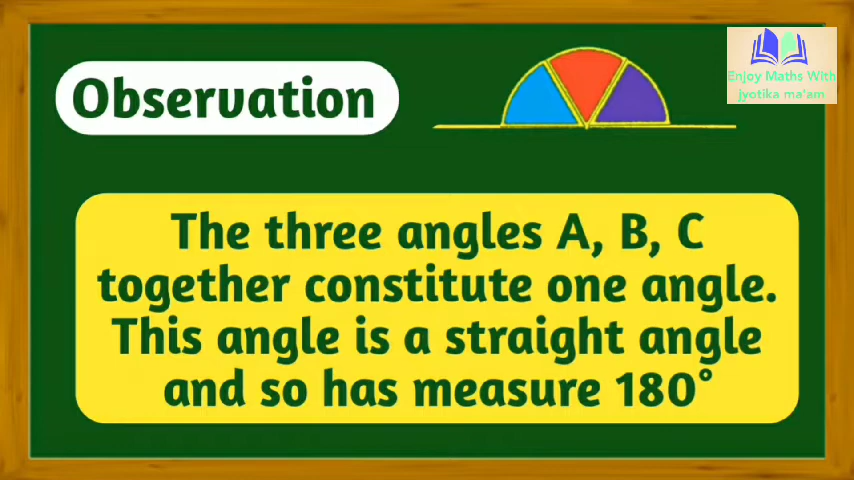 Observation
Enjoy Maths With
jyotika ma'am
The three angles A, B, C
together constitute one angle.
This angle is a straight angle
and so has measure 180°